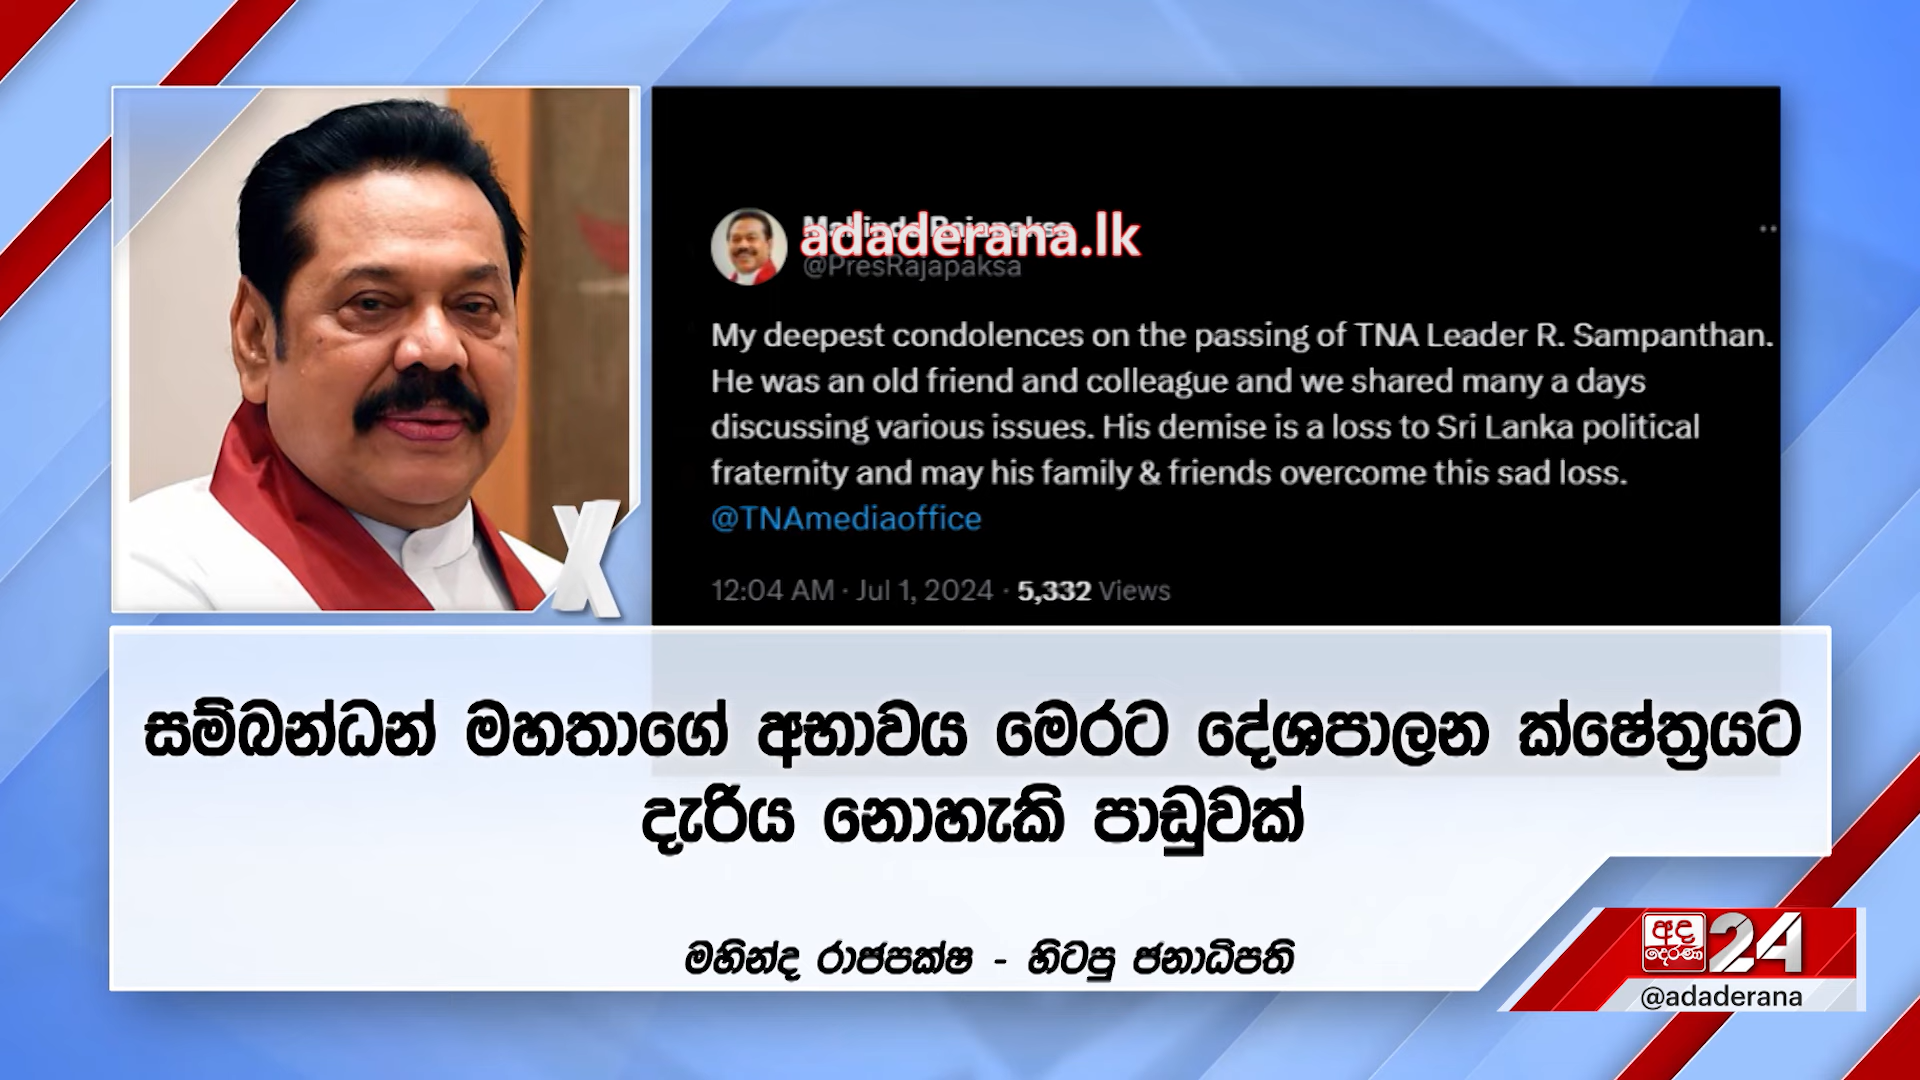 Mahinda Rajapaksa
adaderana.lk
@PresRajapaksa
My deepest condolences on the passing of TNA Leader R. Sampanthan.
He was an old friend and colleague and we shared many a days
discussing various issues. His demise is a loss to Sri Lanka political
fraternity and may his family & friends overcome this sad loss.
@TNAmediaoffice
12:04 AM · Jul 1, 2024 · 5,332 Views
X
සම්බන්ධන් මහතාගේ අභාවය මෙරට දේශපාලන ක්ෂේත්‍රයට
දැරිය නොහැකි පාඩුවක්
මහින්ද රාජපක්ෂ - හිටපු ජනාධිපති
අද දෙරණ 24
@adaderana